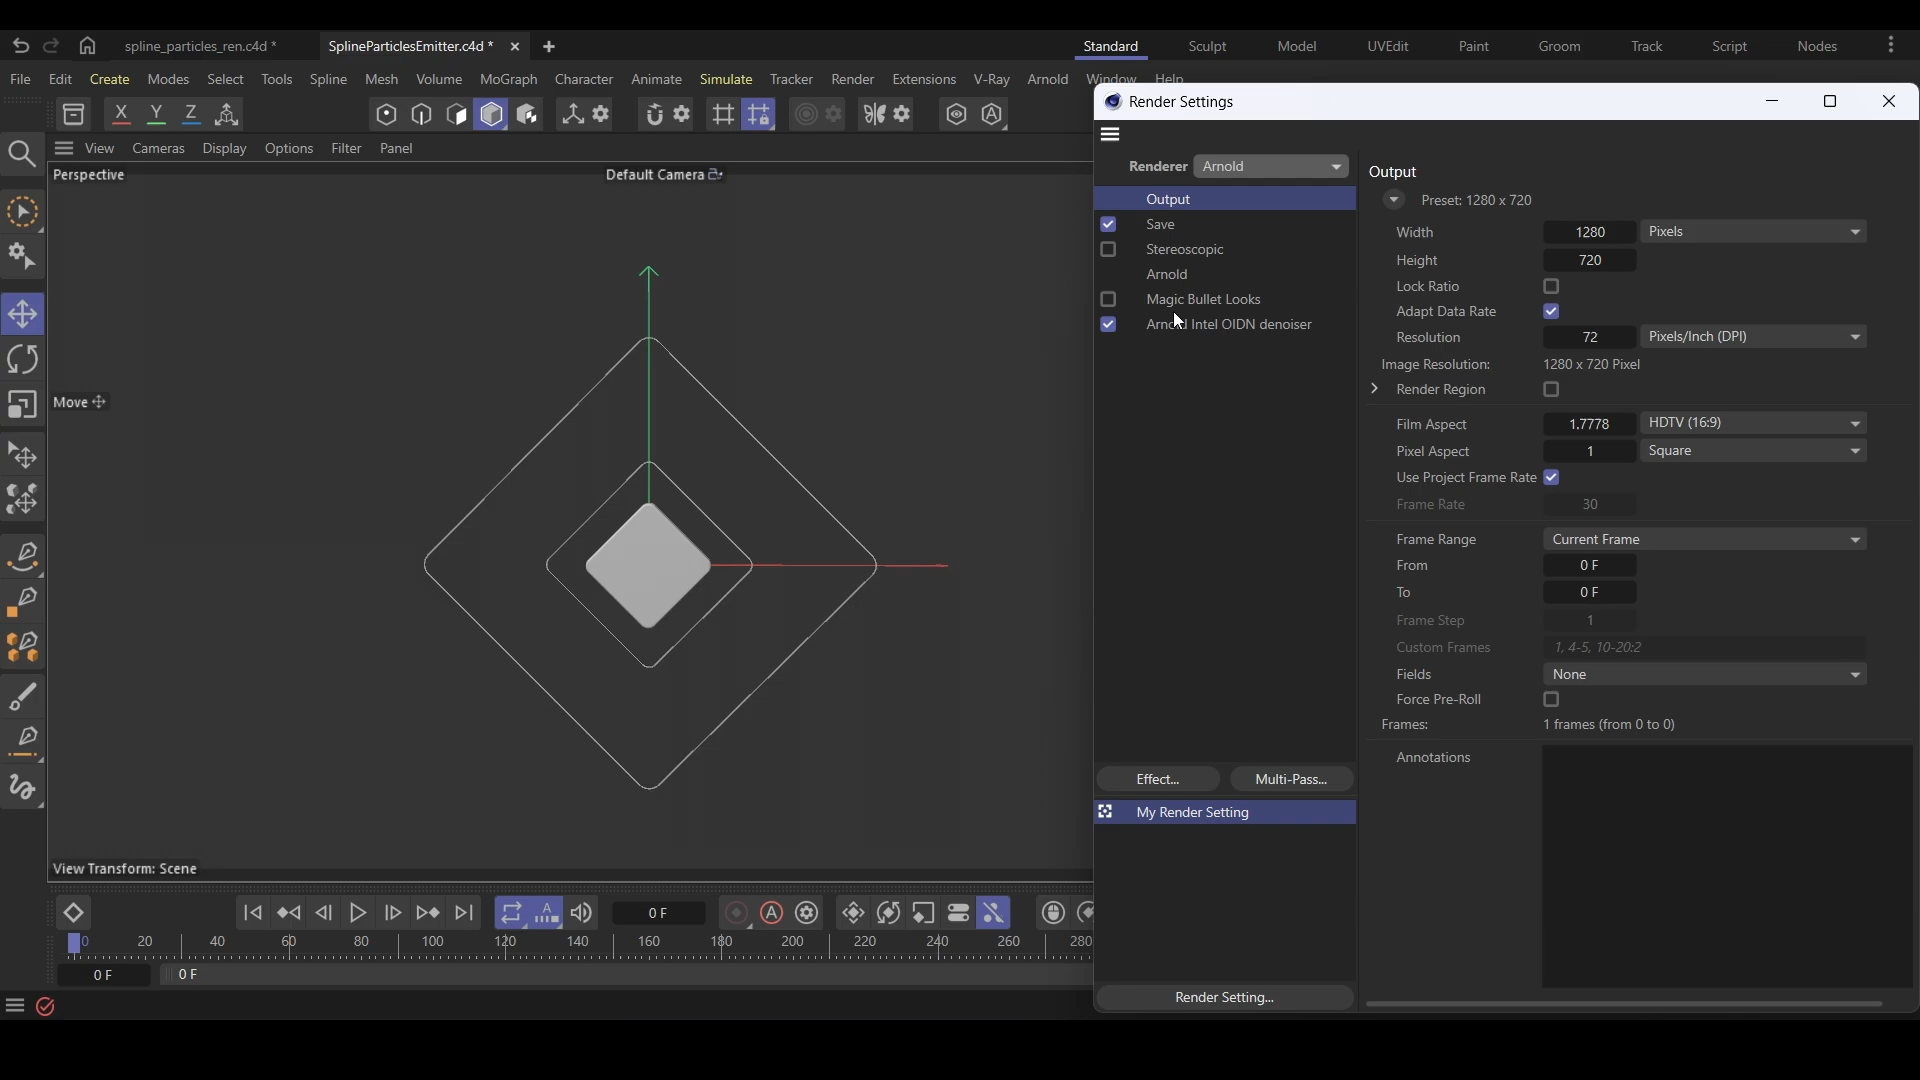 spline_particles_ren.c4d *
SplineParticlesEmitter.c4d *
Standard Sculpt Model UVEdit Paint Groom Track Script Nodes
File Edit Create Modes Select Tools Spline Mesh Volume MoGraph Character Animate Simulate Tracker Render Extensions V-Ray Arnold Window Help
X Y Z
A
Render Settings
View Cameras Display Options Filter Panel
Perspective
Default Camera
Move
View Transform: Scene
Renderer Arnold
Output
Save
Stereoscopic
Arnold
Magic Bullet Looks
Arnold Intel OIDN denoiser
Effect... Multi-Pass...
My Render Setting
Render Setting...
Output
Preset: 1280 x 720
Width 1280 Pixels
Height 720
Lock Ratio
Adapt Data Rate
Resolution 72 Pixels/Inch (DPI)
Image Resolution: 1280 x 720 Pixel
Render Region
Film Aspect 1.7778 HDTV (16:9)
Pixel Aspect 1 Square
Use Project Frame Rate
Frame Rate 30
Frame Range Current Frame
From 0 F
To 0 F
Frame Step 1
Custom Frames 1, 4-5, 10-20:2
Fields None
Force Pre-Roll
Frames: 1 frames (from 0 to 0)
Annotations
A 0 F A
0 20 40 60 80 100 120 140 160 180 200 220 240 260 280
0 F 0 F